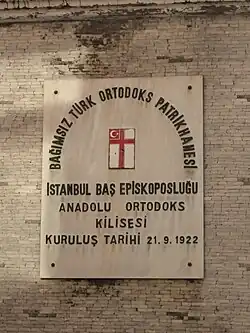 BAĞIMSIZ TÜRK ORTODOKS PATRİKHANESİ
İSTANBUL BAŞ EPİSKOPOSLUĞU
ANADOLU ORTODOKS
KİLİSESİ
KURULUŞ TARİHİ 21.9.1922